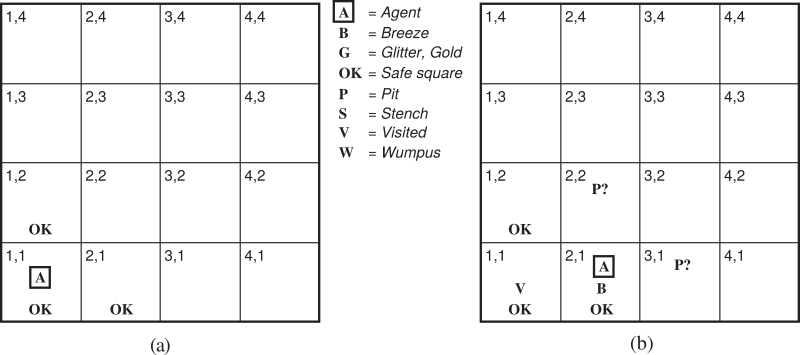 1,4 2,4 3,4 4,4
1,3 2,3 3,3 4,3
1,2 2,2 3,2 4,2
OK
1,1 2,1 3,1 4,1
A
OK OK
(a)
A = Agent
B = Breeze
G = Glitter, Gold
OK = Safe square
P = Pit
S = Stench
V = Visited
W = Wumpus
1,4 2,4 3,4 4,4
1,3 2,3 3,3 4,3
1,2 2,2 3,2 4,2
P?
OK
1,1 2,1 3,1 4,1
A P?
V B
OK OK
(b)